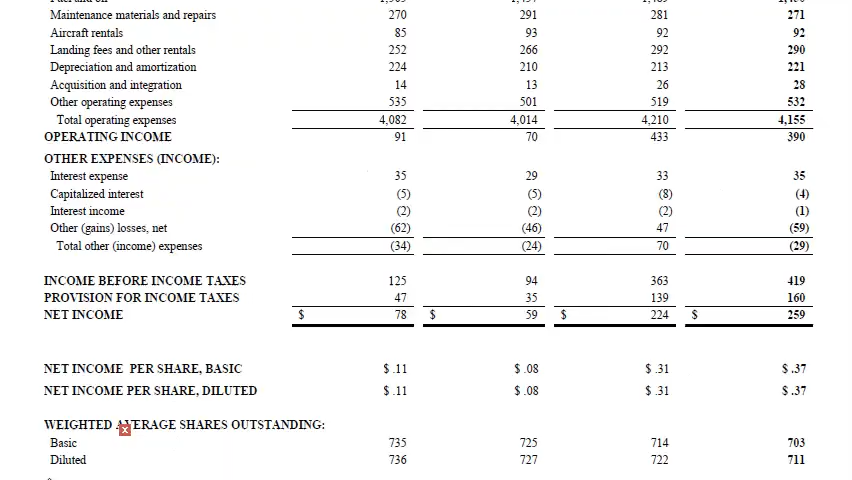 Maintenance materials and repairs 270 291 281 271
Aircraft rentals 85 93 92 92
Landing fees and other rentals 252 266 292 290
Depreciation and amortization 224 210 213 221
Acquisition and integration 14 13 26 28
Other operating expenses 535 501 519 532
Total operating expenses 4,082 4,014 4,210 4,155
OPERATING INCOME 91 70 433 390
OTHER EXPENSES (INCOME):
Interest expense 35 29 33 35
Capitalized interest (5) (5) (8) (4)
Interest income (2) (2) (2) (1)
Other (gains) losses, net (62) (46) 47 (59)
Total other (income) expenses (34) (24) 70 (29)
INCOME BEFORE INCOME TAXES 125 94 363 419
PROVISION FOR INCOME TAXES 47 35 139 160
NET INCOME $ 78 $ 59 $ 224 $ 259
NET INCOME PER SHARE, BASIC $ .11 $ .08 $ .31 $ .37
NET INCOME PER SHARE, DILUTED $ .11 $ .08 $ .31 $ .37
WEIGHTED AVERAGE SHARES OUTSTANDING:
Basic 735 725 714 703
Diluted 736 727 722 711